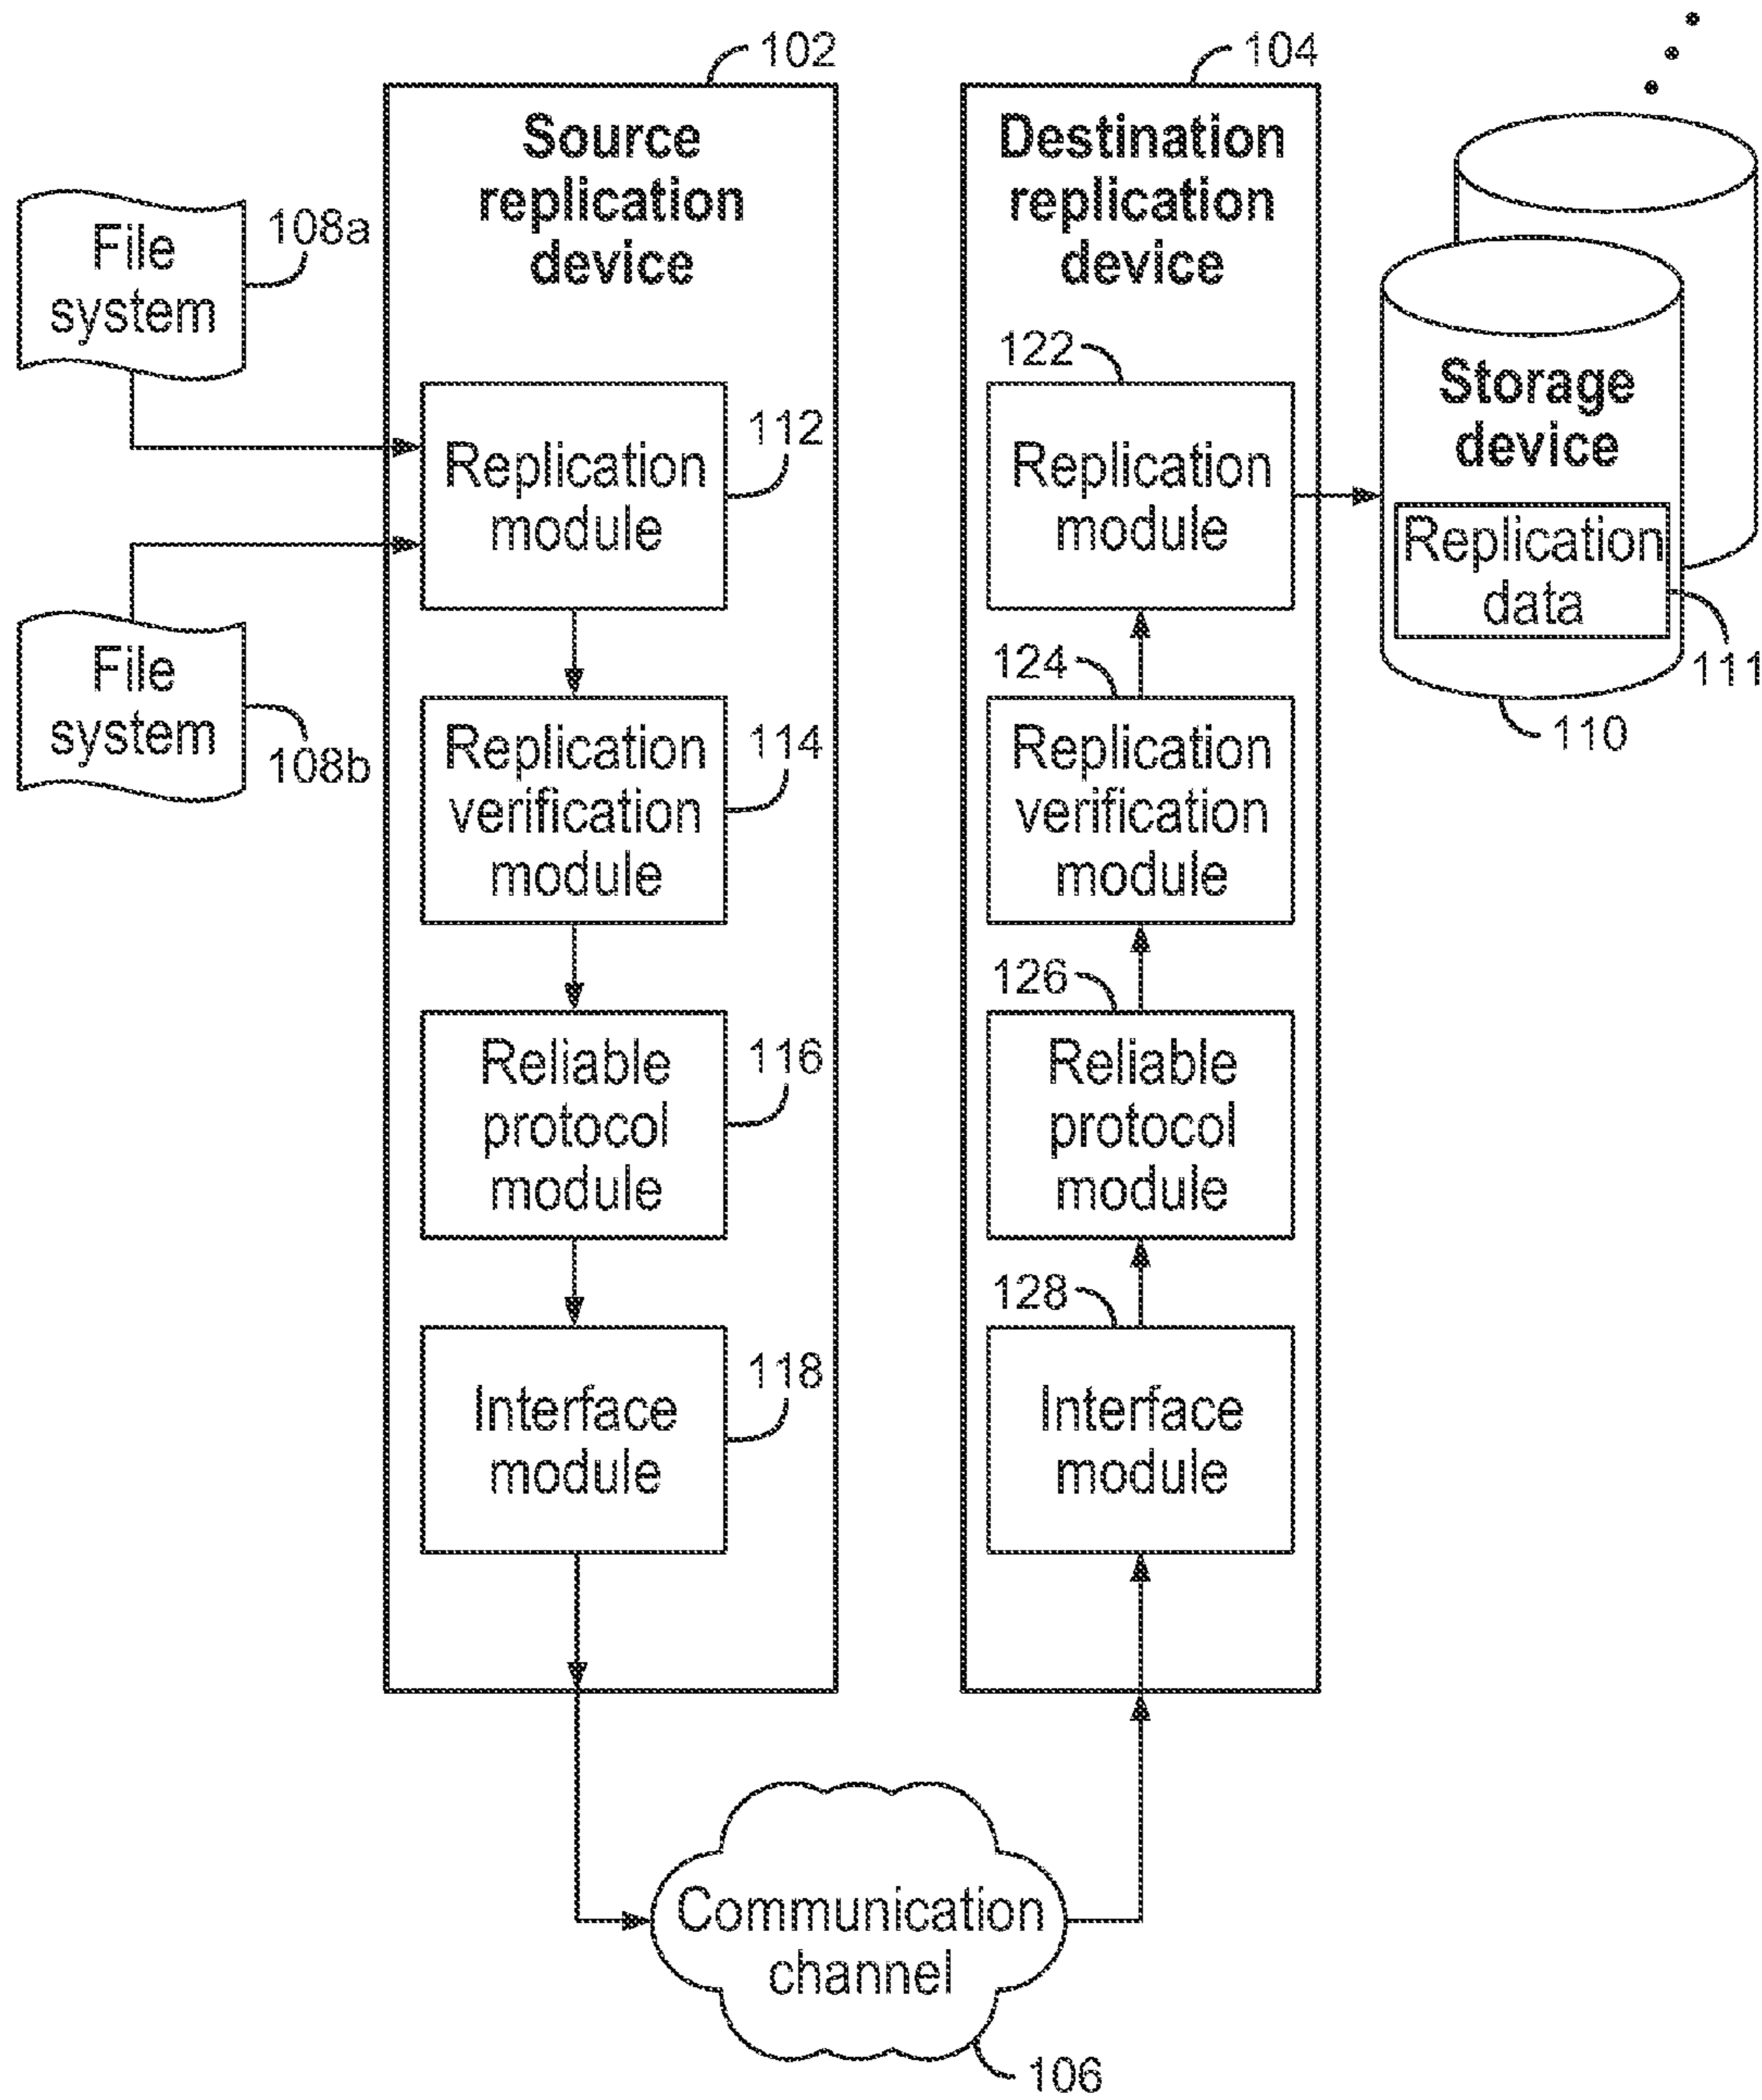 102
104
Source
replication
device
Destination
replication
device
File
system
108a
122
Storage
device
Replication
module
112
Replication
module
Replication
data
111
110
File
system
108b
124
Replication
verification
module
114
Replication
verification
module
126
Reliable
protocol
module
116
Reliable
protocol
module
128
Interface
module
118
Interface
module
Communication
channel
106